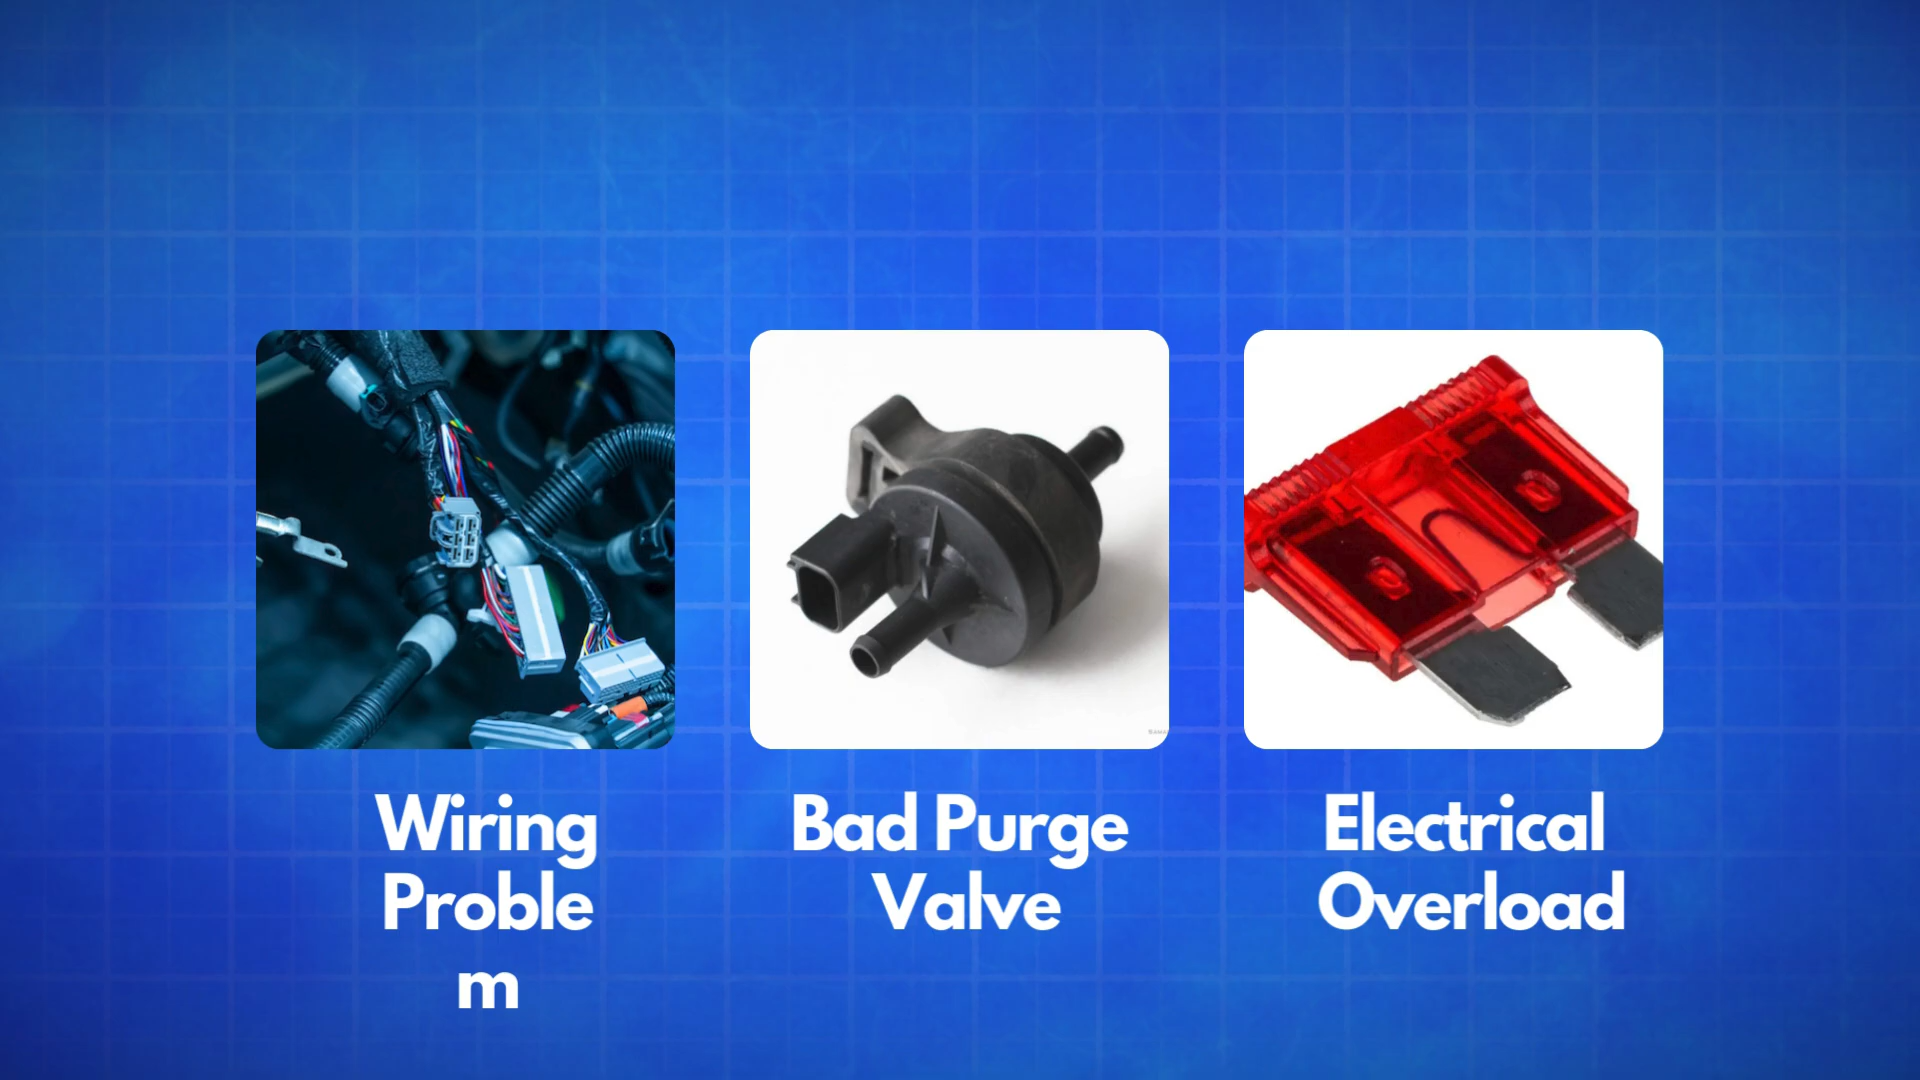 Wiring
Proble
m
Bad Purge
Valve
Electrical
Overload